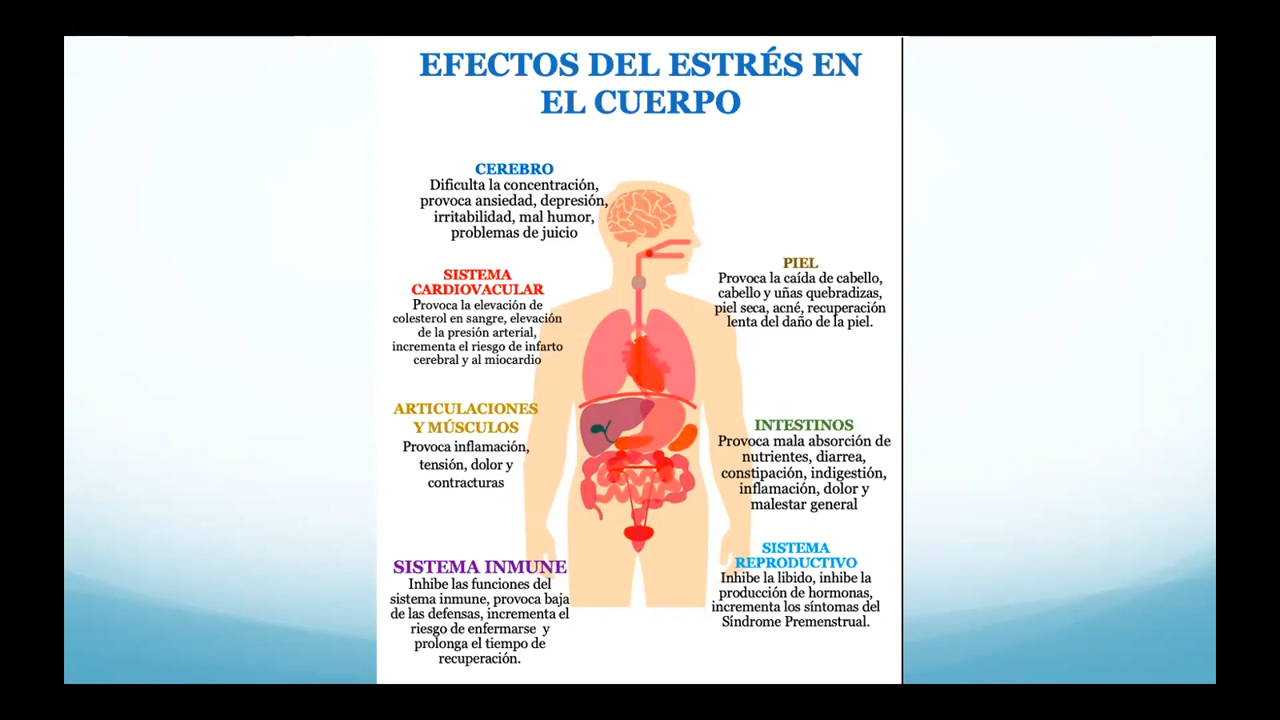 EFECTOS DEL ESTRÉS EN
EL CUERPO
CEREBRO
Dificulta la concentración,
provoca ansiedad, depresión,
irritabilidad, mal humor,
problemas de juicio
SISTEMA
CARDIOVACULAR
Provoca la elevación de
colesterol en sangre, elevación
de la presión arterial,
incrementa el riesgo de infarto
cerebral y al miocardio
ARTICULACIONES
Y MÚSCULOS
Provoca inflamación,
tensión, dolor y
contracturas
SISTEMA INMUNE
Inhibe las funciones del
sistema inmune, provoca baja
de las defensas, incrementa el
riesgo de enfermarse y
prolonga el tiempo de
recuperación.
PIEL
Provoca la caída de cabello,
cabello y uñas quebradizas,
piel seca, acné, recuperación
lenta del daño de la piel.
INTESTINOS
Provoca mala absorción de
nutrientes, diarrea,
constipación, indigestión,
inflamación, dolor y
malestar general
SISTEMA
REPRODUCTIVO
Inhibe la libido, inhibe la
producción de hormonas,
incrementa los síntomas del
Síndrome Premenstrual.